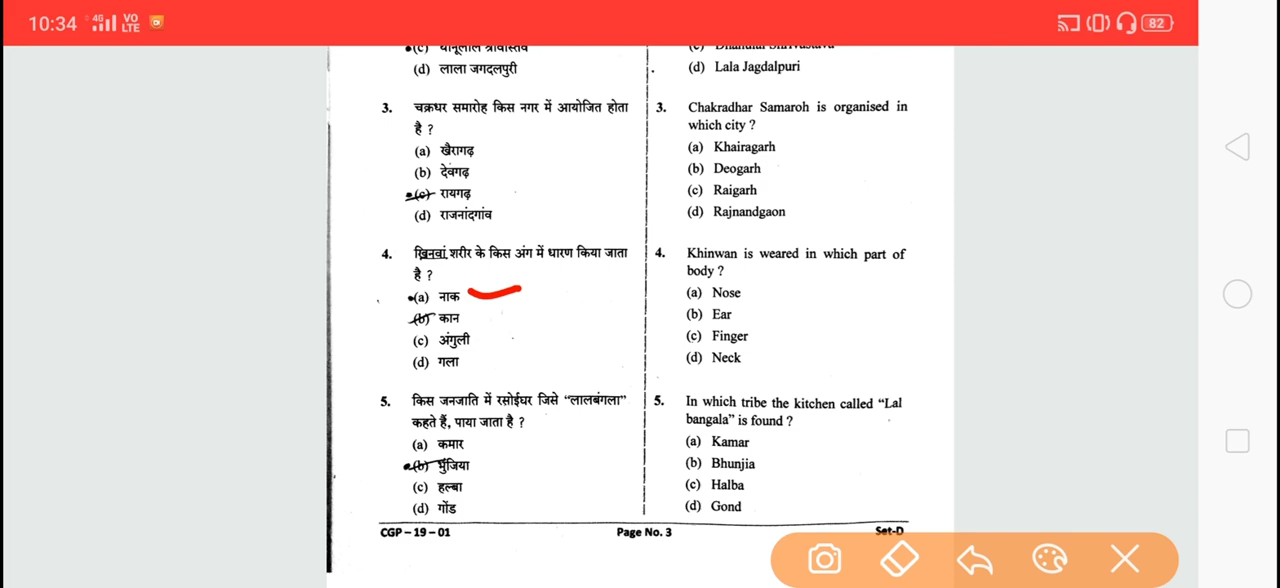 10:34 4G VO LTE 82
(c)
(d) लाला जगदलपुरी
3. चक्रधर समारोह किस नगर में आयोजित होता
है ?
(a) खैरागढ़
(b) देवगढ़
(c) रायगढ़
(d) राजनांदगांव
4. खिनवां शरीर के किस अंग में धारण किया जाता
है ?
(a) नाक
(b) कान
(c) अंगुली
(d) गला
5. किस जनजाति में रसोईघर जिसे “लालबंगला”
कहते हैं, पाया जाता है ?
(a) कमार
(b) भुंजिया
(c) हल्बा
(d) गोंड
(c)
(d) Lala Jagdalpuri
3. Chakradhar Samaroh is organised in
which city ?
(a) Khairagarh
(b) Deogarh
(c) Raigarh
(d) Rajnandgaon
4. Khinwan is weared in which part of
body ?
(a) Nose
(b) Ear
(c) Finger
(d) Neck
5. In which tribe the kitchen called “Lal
bangala” is found ?
(a) Kamar
(b) Bhunjia
(c) Halba
(d) Gond
CGP – 19 – 01 Page No. 3 Set-D